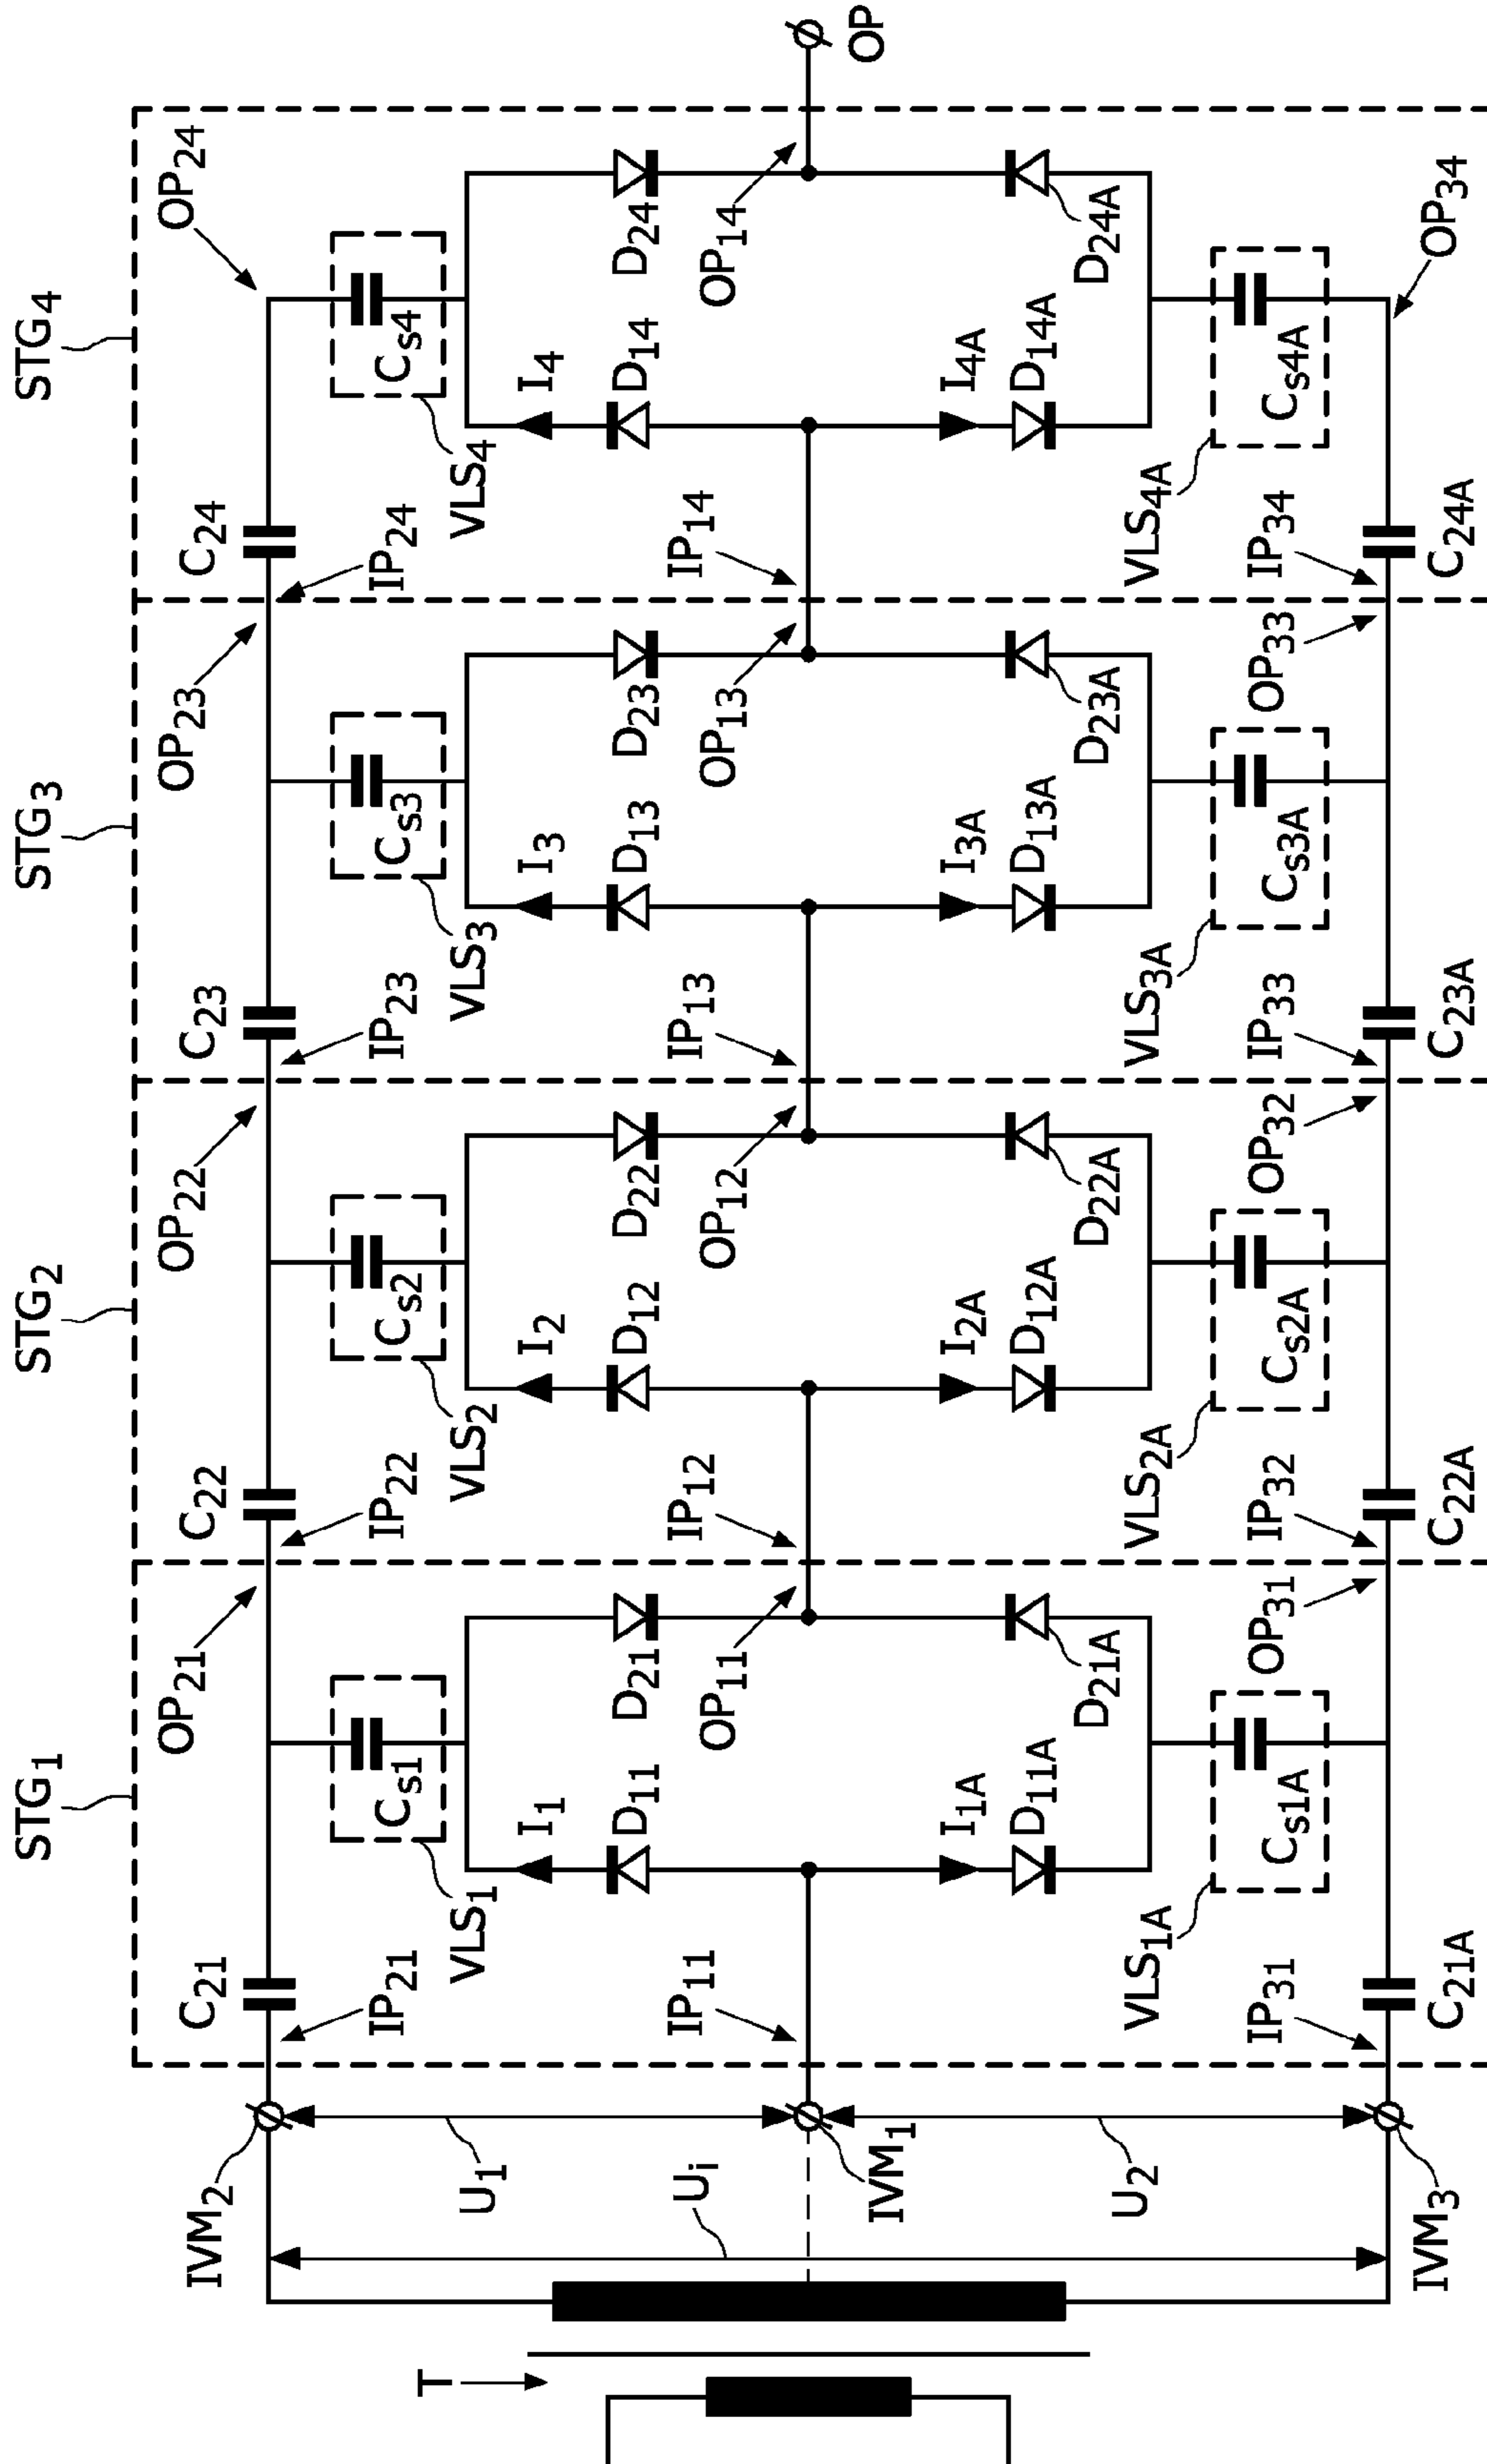 STG1 STG2 STG3 STG4
C21 OP21 C22 OP22 C23 OP23 C24 OP24
IVM2 IP21 IP22 IP23 IP24
Cs1 Cs2 Cs3 Cs4
VLS1 VLS2 VLS3 VLS4
U1 I1 I2 I3 I4
D11 D21 D12 D22 D13 D23 D14 D24
T Ui IP11 OP11 IP12 OP12 IP13 OP13 IP14 OP14
IVM1 OP
I1A I2A I3A I4A
D11A D21A D12A D22A D13A D23A D14A D24A
U2 VLS1A VLS2A VLS3A VLS4A
Cs1A Cs2A Cs3A Cs4A
IP31 OP31 IP32 OP32 IP33 OP33 IP34 OP34
IVM3 C21A C22A C23A C24A